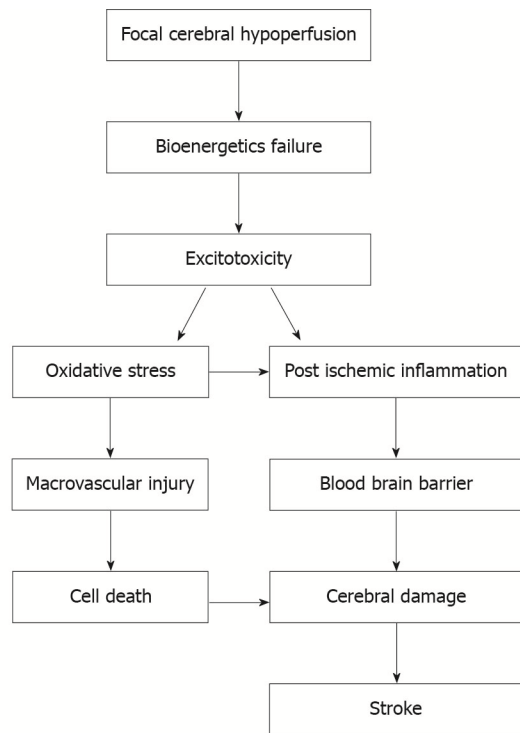 Focal cerebral hypoperfusion
Bioenergetics failure
Excitotoxicity
Oxidative stress
Post ischemic inflammation
Macrovascular injury
Blood brain barrier
Cell death
Cerebral damage
Stroke